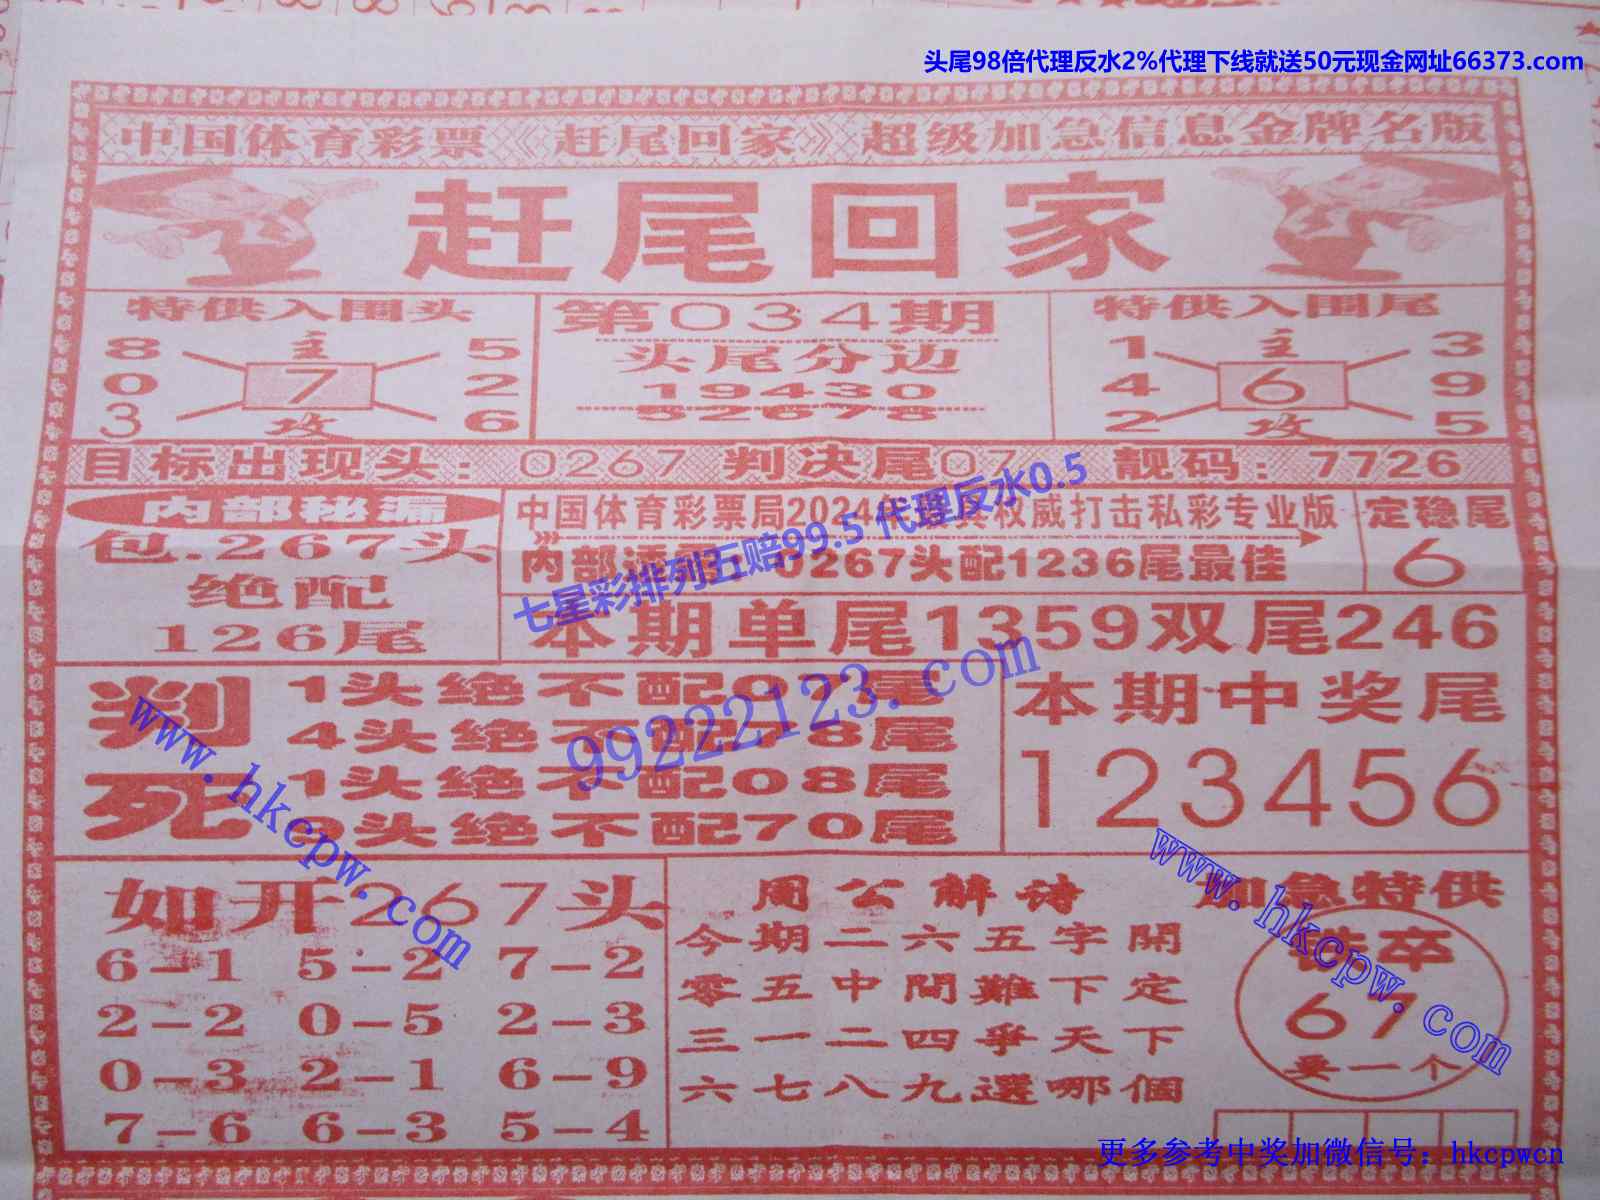 头尾98倍代理反水2%代理下线就送50元现金网址66373.com
中国体育彩票《赶尾回家》超级加急信息金牌名版
赶尾回家
特供入围头
8 主 5
0 7 2
3 攻 6
第034期
头尾分边
19430
52678
特供入围尾
1 主 3
4 6 9
2 攻 5
目标出现头：0267 判决尾07 靓码：7726
内部秘漏
包.267头
绝配
126尾
中国体育彩票局2024年 权威打击私彩专业版
内部透 0267头配1236尾最佳
定稳尾
6
七星彩排列五赔99.5 代理反水0.5
本期单尾1359双尾246
判死
1头绝不配0 尾
4头绝不配78尾
1头绝不配08尾
头绝不配70尾
本期中奖尾
123456
99222123.com
www.hkcpw.com
如开267头
6-1 5-2 7-2
2-2 0-5 2-3
0-3 2-1 6-9
7-6 6-3 5-4
周公解诗
今期二六五字開
零五中間難下定
三一二四爭天下
六七八九選哪個
加急特供
卒
67
要一个
www.hkcpw.com
更多参考中奖加微信号：hkcpwcn